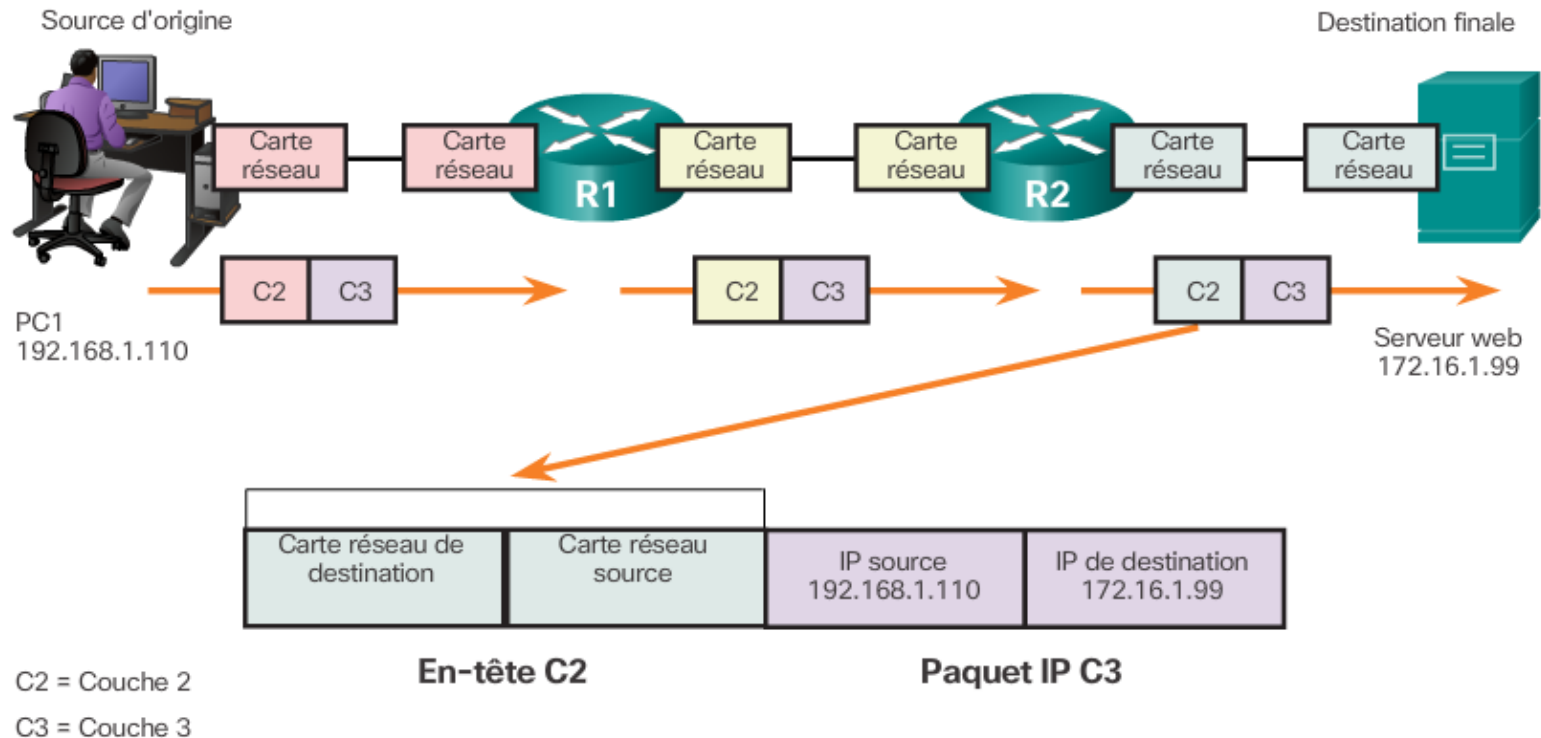 Source d'origine
Destination finale
Carte
réseau
Carte
réseau
R1
Carte
réseau
Carte
réseau
R2
Carte
réseau
Carte
réseau
C2
C3
C2
C3
C2
C3
PC1
192.168.1.110
Serveur web
172.16.1.99
Carte réseau de
destination
Carte réseau
source
IP source
192.168.1.110
IP de destination
172.16.1.99
En-tête C2
Paquet IP C3
C2 = Couche 2
C3 = Couche 3